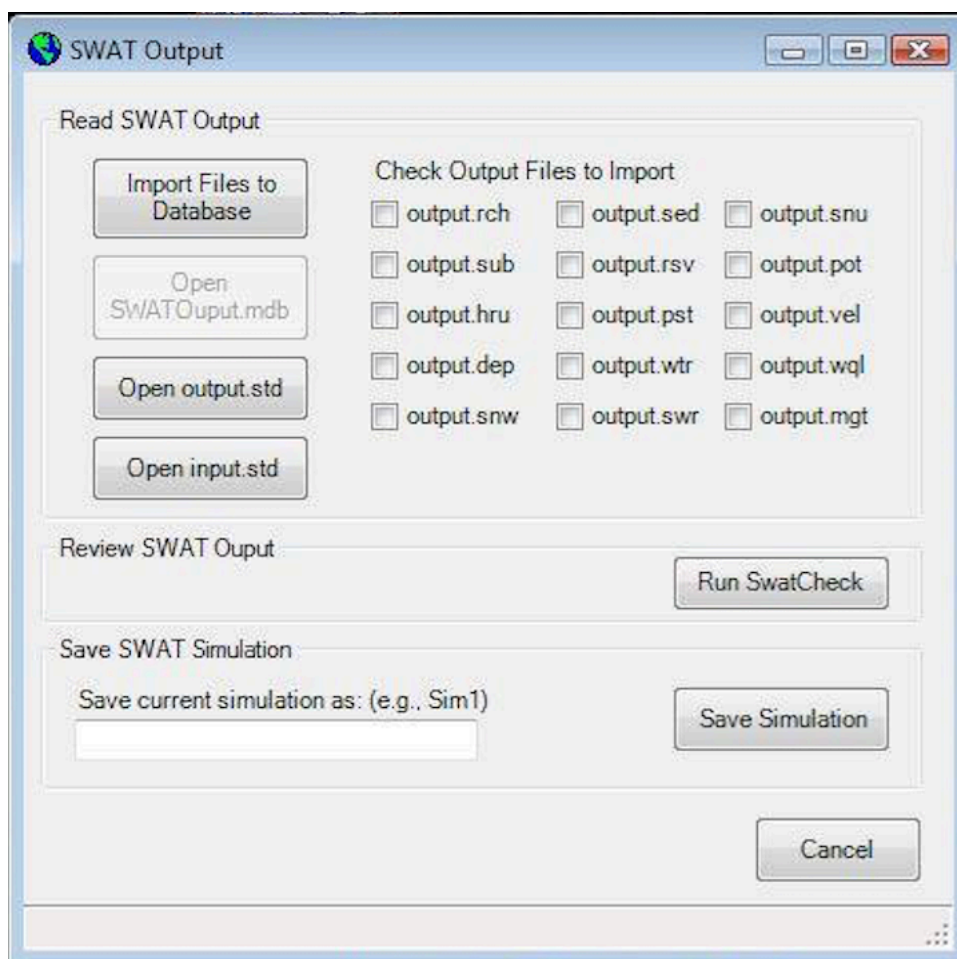 SWAT Output
Read SWAT Output
Import Files to
Database
Open
SWATOuput.mdb
Open output.std
Open input.std
Check Output Files to Import
output.rch output.sed output.snu
output.sub output.rsv output.pot
output.hru output.pst output.vel
output.dep output.wtr output.wql
output.snw output.swr output.mgt
Review SWAT Ouput
Run SwatCheck
Save SWAT Simulation
Save current simulation as: (e.g., Sim1)
Save Simulation
Cancel